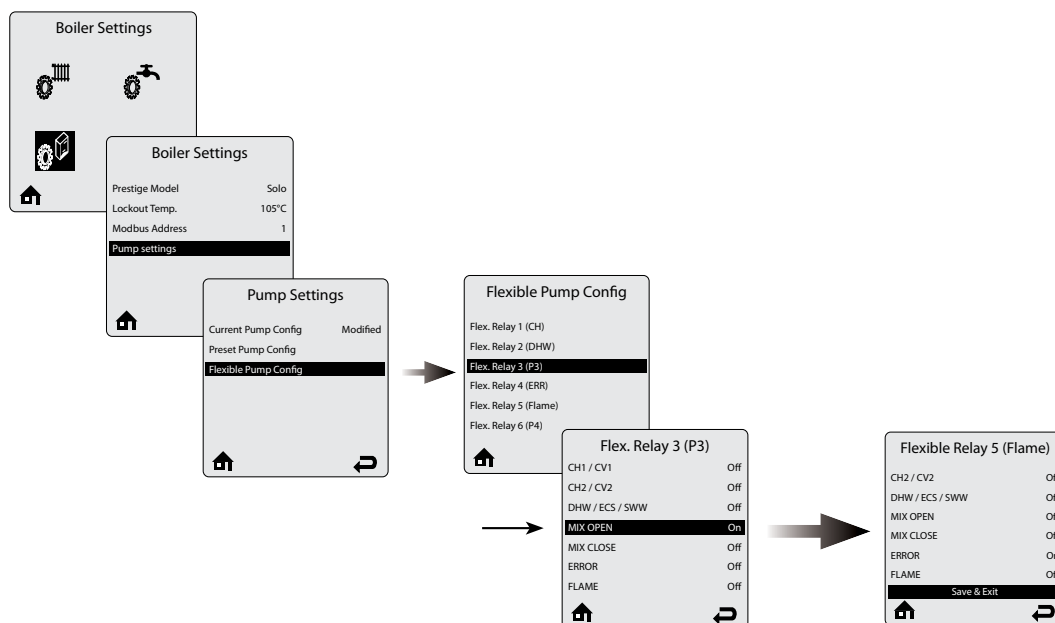 Boiler Settings
Boiler Settings
Prestige Model Solo
Lockout Temp. 105°C
Modbus Address 1
Pump settings
Pump Settings
Current Pump Config Modified
Preset Pump Config
Flexible Pump Config
Flexible Pump Config
Flex. Relay 1 (CH)
Flex. Relay 2 (DHW)
Flex. Relay 3 (P3)
Flex. Relay 4 (ERR)
Flex. Relay 5 (Flame)
Flex. Relay 6 (P4)
Flex. Relay 3 (P3)
CH1 / CV1 Off
CH2 / CV2 Off
DHW / ECS / SWW Off
MIX OPEN On
MIX CLOSE Off
ERROR Off
FLAME Off
Flexible Relay 5 (Flame)
CH2 / CV2
DHW / ECS / SWW
MIX OPEN
MIX CLOSE
ERROR
FLAME
Save & Exit